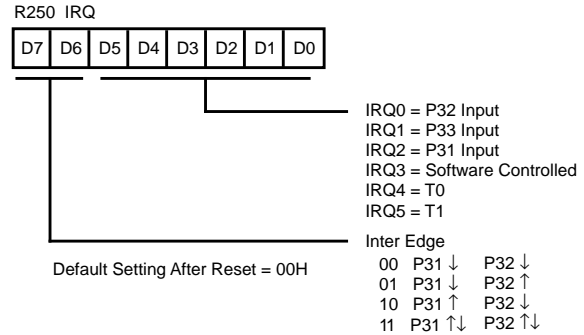 R250 IRQ
D7 D6 D5 D4 D3 D2 D1 D0
IRQ0 = P32 Input
IRQ1 = P33 Input
IRQ2 = P31 Input
IRQ3 = Software Controlled
IRQ4 = T0
IRQ5 = T1
Inter Edge
00 P31 ↓ P32 ↓
01 P31 ↓ P32 ↑
10 P31 ↑ P32 ↓
11 P31 ↑↓ P32 ↑↓
Default Setting After Reset = 00H